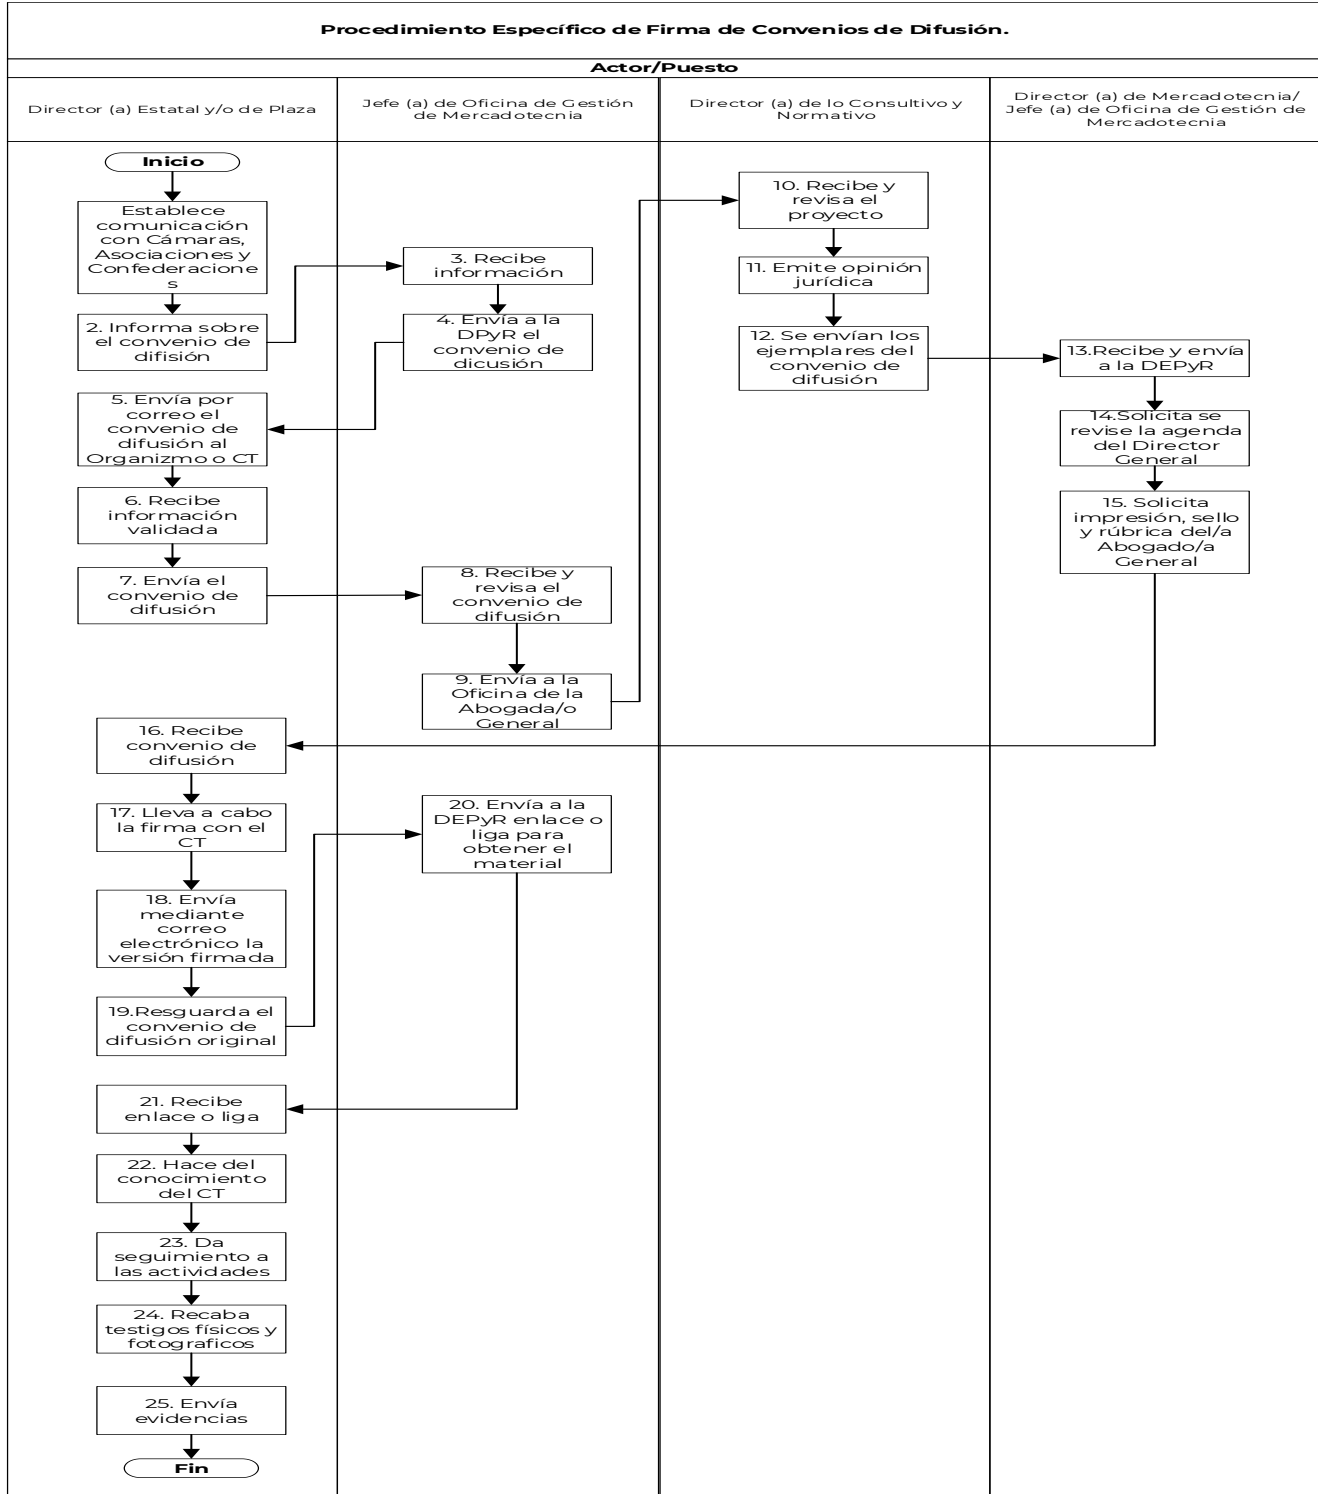 Procedimiento Específico de Firma de Convenios de Difusión.
Actor/Puesto
Director (a) Estatal y/o de Plaza
Jefe (a) de Oficina de Gestión
de Mercadotecnia
Director (a) de lo Consultivo y
Normativo
Director (a) de Mercadotecnia/
Jefe (a) de Oficina de Gestión de
Mercadotecnia
Inicio
Establece
comunicación
con Cámaras,
Asociaciones y
Confederacione
s
2. Informa sobre
el convenio de
difisión
3. Recibe
información
4. Envía a la
DPyR el
convenio de
dicusión
5. Envía por
correo el
convenio de
difusión al
Organizmo o CT
6. Recibe
información
validada
7. Envía el
convenio de
difusión
8. Recibe y
revisa el
convenio de
difusión
9. Envía a la
Oficina de la
Abogada/o
General
10. Recibe y
revisa el
proyecto
11. Emite opinión
jurídica
12. Se envían los
ejemplares del
convenio de
difusión
13.Recibe y envía
a la DEPyR
14.Solicita se
revise la agenda
del Director
General
15. Solicita
impresión, sello
y rúbrica del/a
Abogado/a
General
16. Recibe
convenio de
difusión
17. Lleva a cabo
la firma con el
CT
18. Envía
mediante
correo
electrónico la
versión firmada
19.Resguarda el
convenio de
difusión original
20. Envía a la
DEPyR enlace o
liga para
obtener el
material
21. Recibe
enlace o liga
22. Hace del
conocimiento
del CT
23. Da
seguimiento a
las actividades
24. Recaba
testigos físicos y
fotograficos
25. Envía
evidencias
Fin